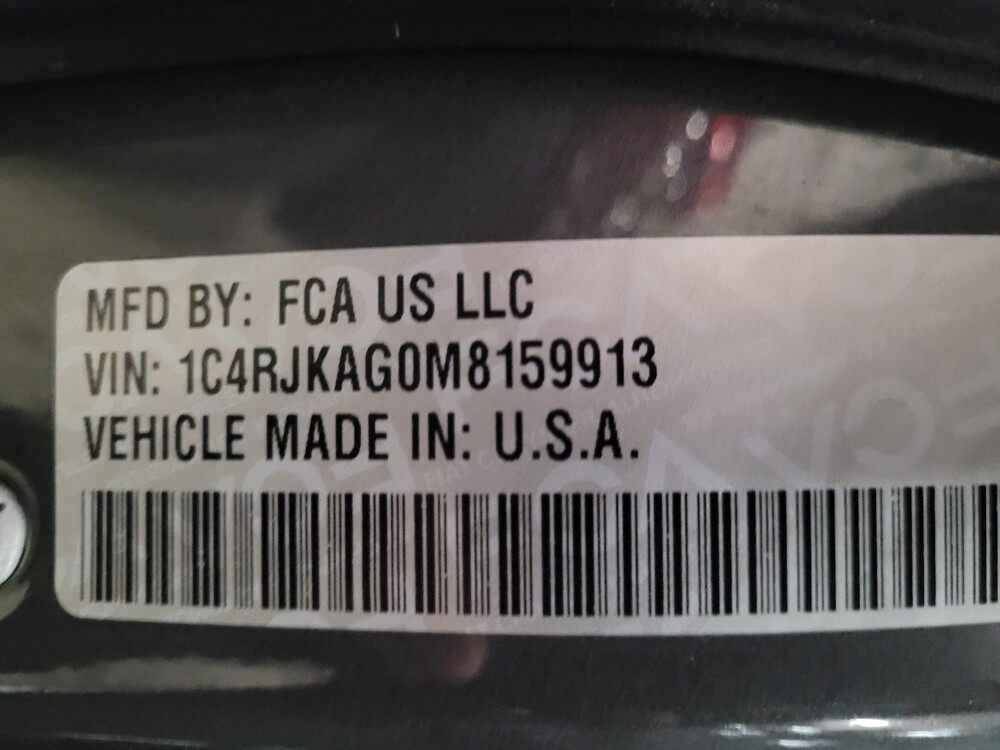 MFD BY: FCA US LLC
VIN: 1C4RJKAG0M8159913
VEHICLE MADE IN: U.S.A.